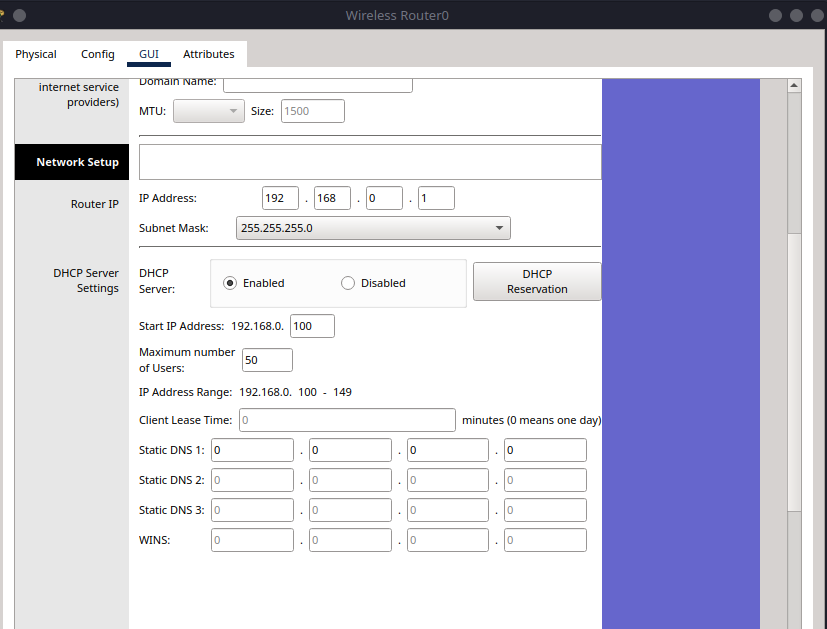 Wireless Router0
Physical Config GUI Attributes
internet service
providers)
Domain Name:
MTU: Size: 1500
Network Setup
Router IP
IP Address: 192 . 168 . 0 . 1
Subnet Mask: 255.255.255.0
DHCP Server
Settings
DHCP
Server:
Enabled Disabled
DHCP
Reservation
Start IP Address: 192.168.0. 100
Maximum number
of Users:
50
IP Address Range: 192.168.0. 100 - 149
Client Lease Time: 0 minutes (0 means one day)
Static DNS 1: 0 . 0 . 0 . 0
Static DNS 2: 0 . 0 . 0 . 0
Static DNS 3: 0 . 0 . 0 . 0
WINS: 0 . 0 . 0 . 0